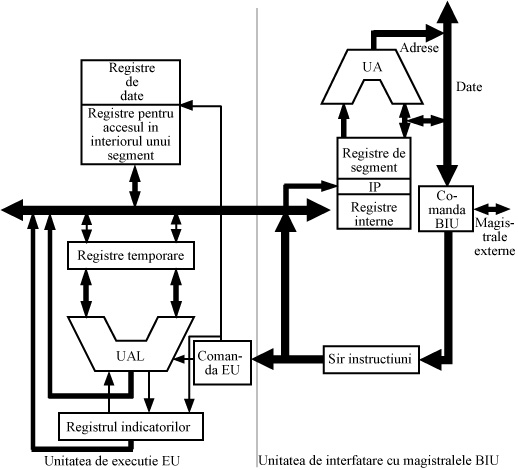 Registre
de
date
Registre pentru
accesul in
interiorul unui
segment
Registre temporare
UAL
Coman-
da EU
Registrul indicatorilor
Unitatea de executie EU
UA
Adrese
Date
Registre de
segment
IP
Registre
interne
Co-
manda
BIU
Magis-
trale
externe
Sir instructiuni
Unitatea de interfatare cu magistralele BIU